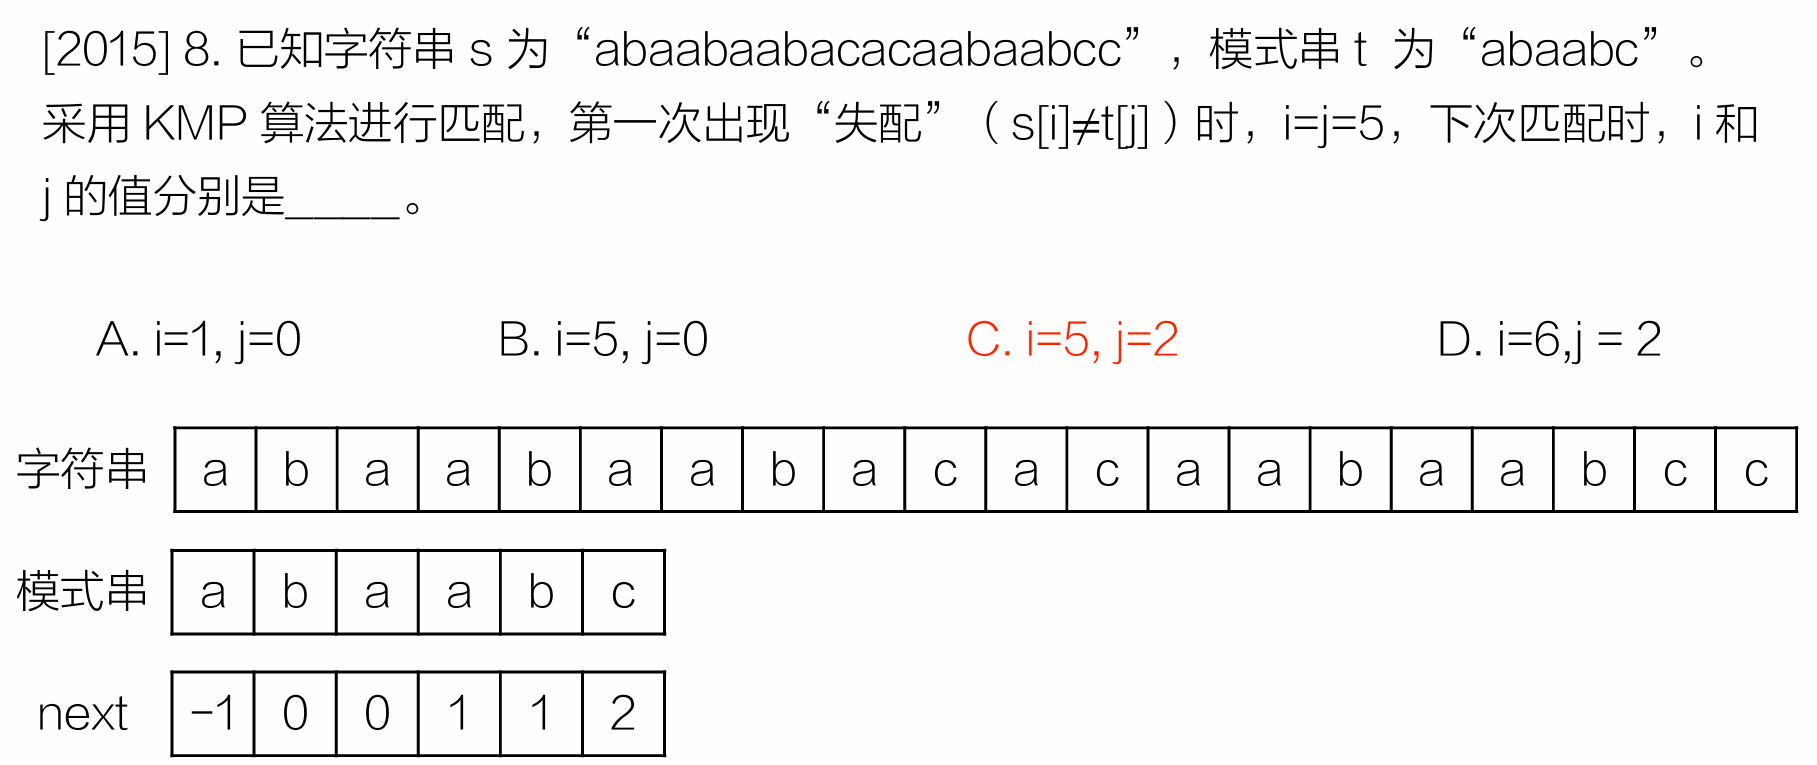 [2015] 8. 已知字符串 s 为“abaabaabacacaabaabcc”，模式串 t 为“abaabc”。
采用 KMP 算法进行匹配，第一次出现“失配”（s[i]≠t[j]）时，i=j=5，下次匹配时，i 和
j 的值分别是____。
A. i=1, j=0 B. i=5, j=0 C. i=5, j=2 D. i=6,j = 2
字符串 a b a a b a a b a c a c a a b a a b c c
模式串 a b a a b c
next -1 0 0 1 1 2